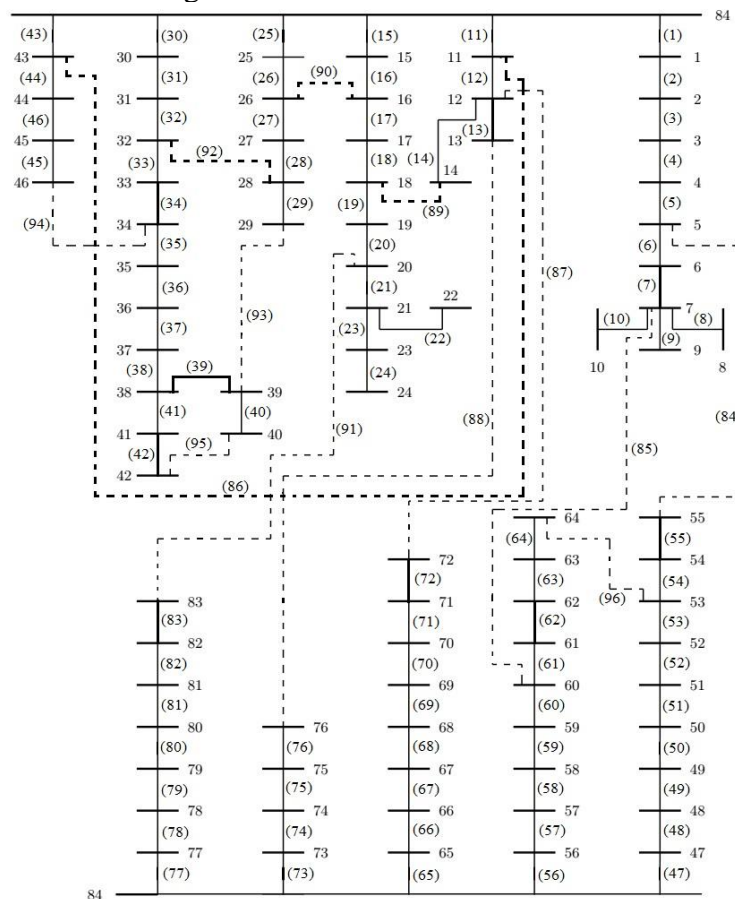 84
(43) (30) (25) (15) (11) (1)
43 30 25 15 11 1
(44) (31) (26) (90) (16) (12) (2)
44 31 26 16 12 2
(46) (32) (27) (17) (13) (3)
45 32 27 17 13 3
(45) (33) (92) (28) (18) (14) (4)
46 33 28 18 14 4
(94) (34) (29) (19) (89) (5)
34 29 19 5
(35) (20) (6)
35 20 6
(36) (21) (87) (7)
36 21 22 7
(37) (93) (23) (22) (10) (8)
37 23 (9) 9
(38) (39) (24) 10 8
38 39 24
(41) (40) (91) (88) (84)
41 40
(42) (95) (85)
42 (86)
64 55
(64) (55)
72 63 54
(72) (63) (54)
83 71 62 (96) 53
(83) (71) (62) (53)
82 70 61 52
(82) (70) (61) (52)
81 69 60 51
(81) (69) (60) (51)
80 76 68 59 50
(80) (76) (68) (59) (50)
79 75 67 58 49
(79) (75) (67) (58) (49)
78 74 66 57 48
(78) (74) (66) (57) (48)
77 73 65 56 47
(77) (73) (65) (56) (47)
84